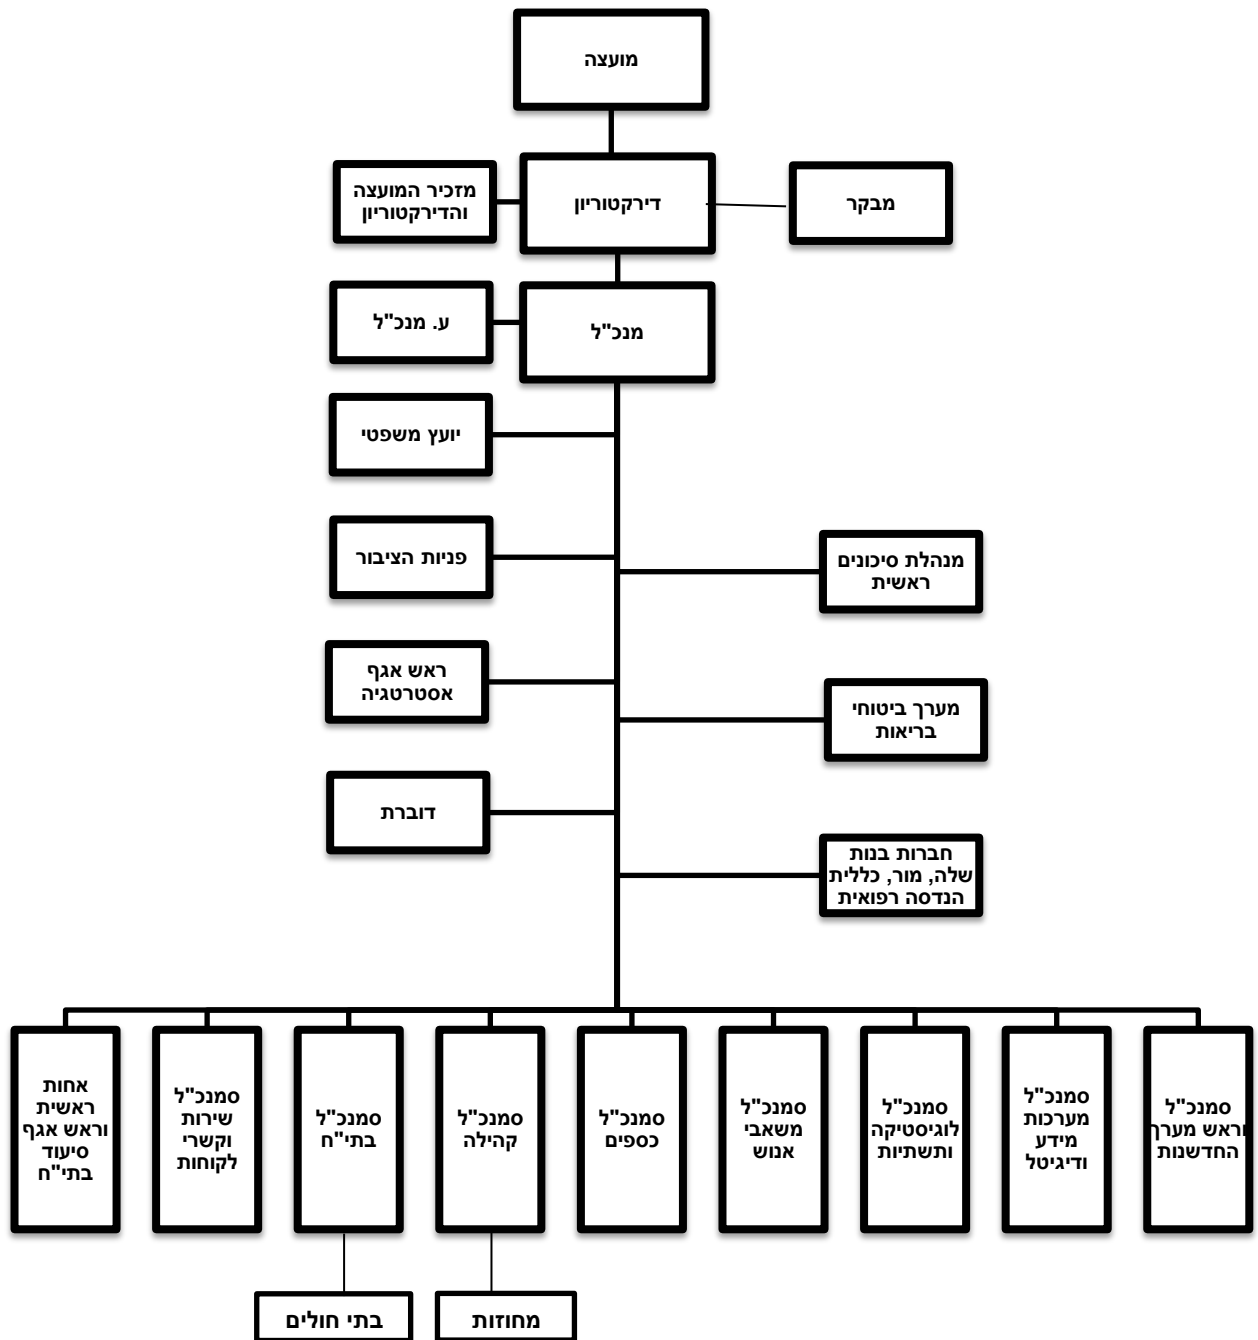 מועצה
מבקר
דירקטוריון
מזכיר המועצה
והדירקטוריון
מנכ"ל
ע. מנכ"ל
יועץ משפטי
פניות הציבור
מנהלת סיכונים
ראשית
ראש אגף
אסטרטגיה
מערך ביטוחי
בריאות
דוברת
חברות בנות
שלה, מור, כללית
הנדסה רפואית
סמנכ"ל
וראש מערך
החדשנות
סמנכ"ל
מערכות
מידע
ודיגיטל
סמנכ"ל
לוגיסטיקה
ותשתיות
סמנכ"ל
משאבי
אנוש
סמנכ"ל
כספים
סמנכ"ל
קהילה
סמנכ"ל
בתי"ח
סמנכ"ל
שירות
וקשרי
לקוחות
אחות
ראשית
וראש אגף
סיעוד
בתי"ח
מחוזות
בתי חולים